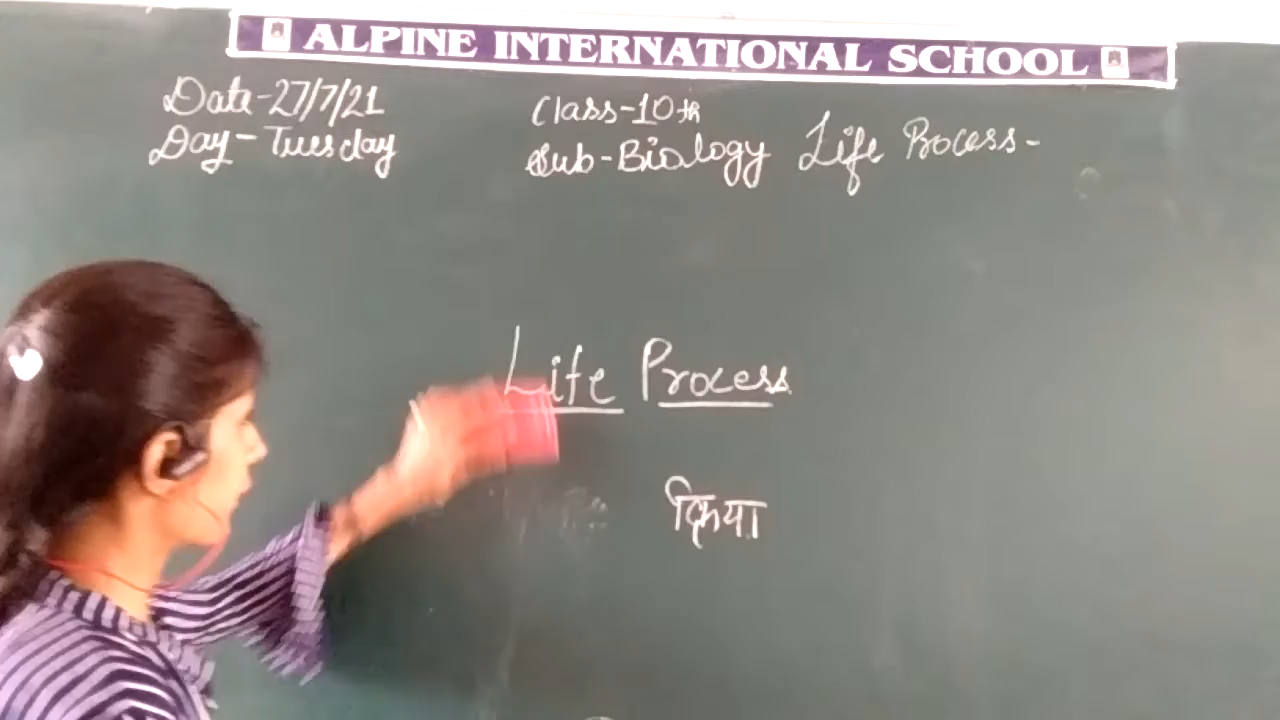 ALPINE INTERNATIONAL SCHOOL
Date-27/7/21
Day-Tuesday
Class-10th
Sub-Biology Life Process-
Life Process
क्रिया